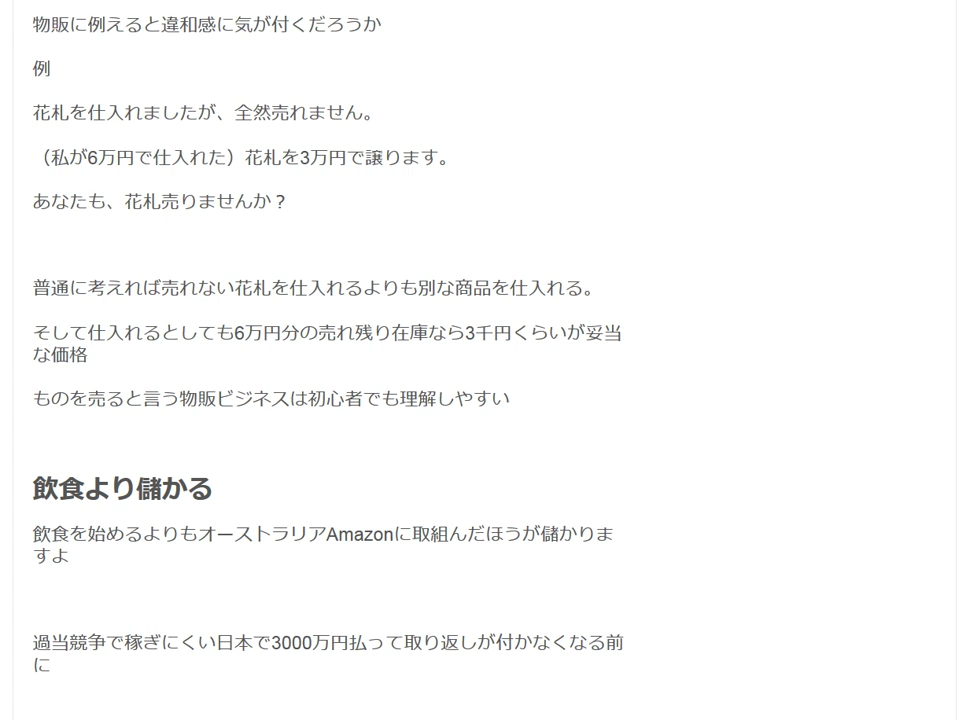 物販に例えると違和感に気が付くだろうか
例
花札を仕入れましたが、全然売れません。
（私が6万円で仕入れた）花札を3万円で譲ります。
あなたも、花札売りませんか？
普通に考えれば売れない花札を仕入れるよりも別な商品を仕入れる。
そして仕入れるとしても6万円分の売れ残り在庫なら3千円くらいが妥当
な価格
ものを売ると言う物販ビジネスは初心者でも理解しやすい
飲食より儲かる
飲食を始めるよりもオーストラリアAmazonに取組んだほうが儲かりま
すよ
過当競争で稼ぎにくい日本で3000万円払って取り返しが付かなくなる前
に